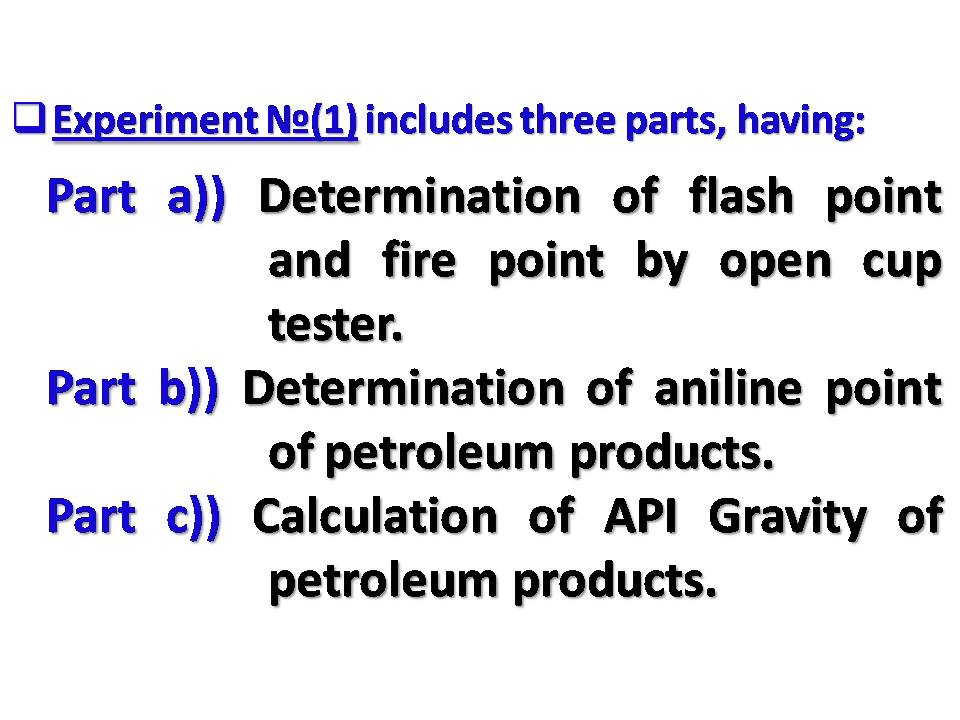 Experiment №(1) includes three parts, having:
Part a)) Determination of flash point
and fire point by open cup
tester.
Part b)) Determination of aniline point
of petroleum products.
Part c)) Calculation of API Gravity of
petroleum products.